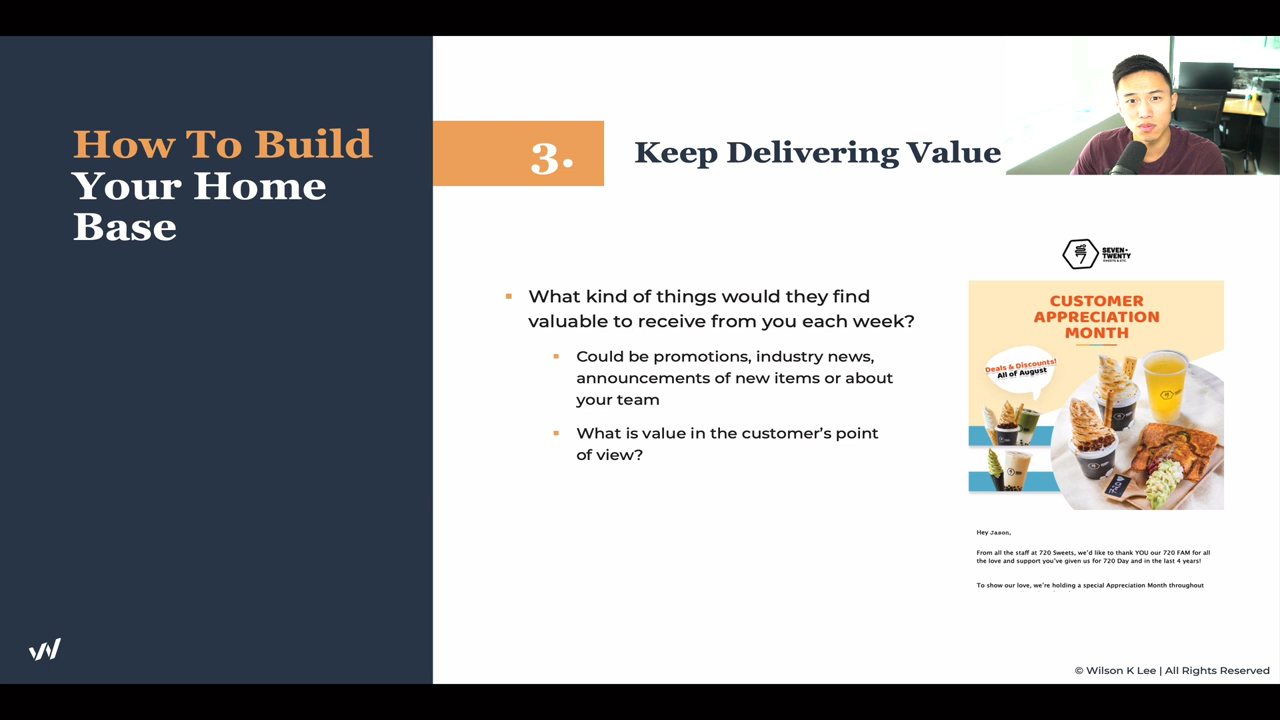 How To Build
Your Home
Base
3.
Keep Delivering Value
What kind of things would they find
valuable to receive from you each week?
Could be promotions, industry news,
announcements of new items or about
your team
What is value in the customer's point
of view?
SEVEN•
TWENTY
SWEETS & ETC.
CUSTOMER
APPRECIATION
MONTH
Deals & Discounts!
All of August
Hey Jason,
From all the staff at 720 Sweets, we'd like to thank YOU our 720 FAM for all
the love and support you've given us for 720 Day and in the last 4 years!
To show our love, we're holding a special Appreciation Month throughout
© Wilson K Lee | All Rights Reserved